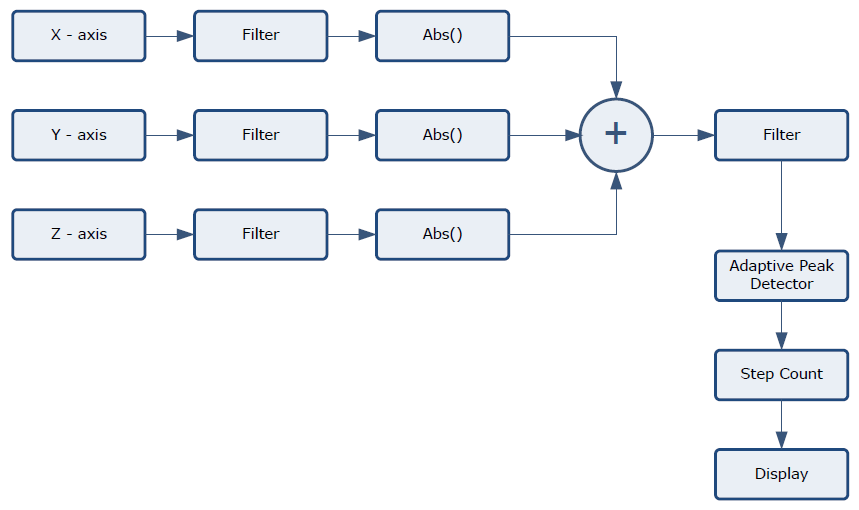 X - axis
Filter
Abs()
Y - axis
Filter
Abs()
+
Filter
Z - axis
Filter
Abs()
Adaptive Peak
Detector
Step Count
Display